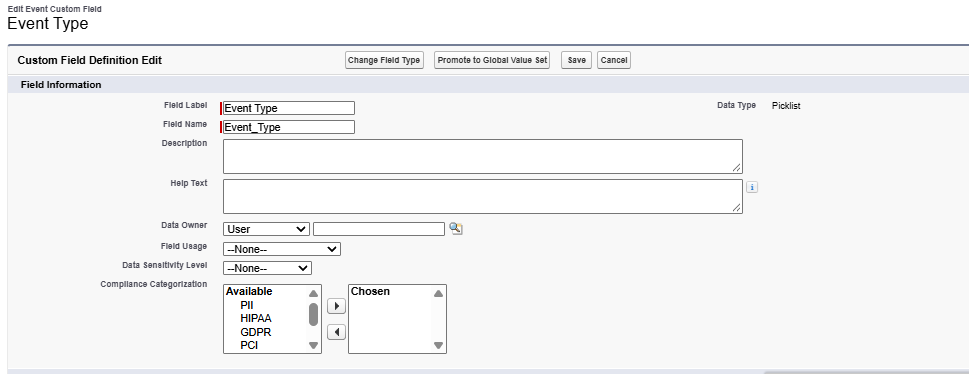 Edit Event Custom Field
Event Type
Custom Field Definition Edit
Change Field Type
Promote to Global Value Set
Save
Cancel
Field Information
Field Label
Event Type
Data Type
Picklist
Field Name
Event_Type
Description
Help Text
i
Data Owner
User
Field Usage
--None--
Data Sensitivity Level
--None--
Compliance Categorization
Available
Chosen
PII
HIPAA
GDPR
PCI